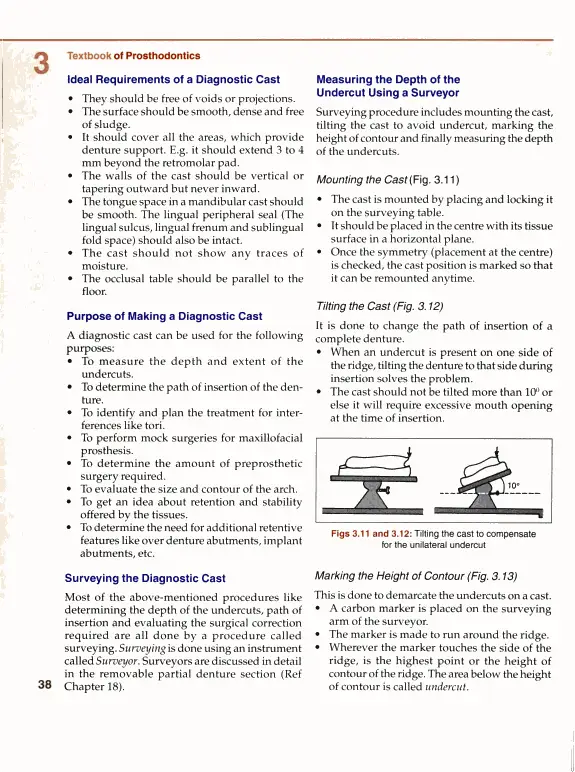 3
Textbook of Prosthodontics
Ideal Requirements of a Diagnostic Cast
• They should be free of voids or projections.
• The surface should be smooth, dense and free
of sludge.
• It should cover all the areas, which provide
denture support. E.g. it should extend 3 to 4
mm beyond the retromolar pad.
• The walls of the cast should be vertical or
tapering outward but never inward.
• The tongue space in a mandibular cast should
be smooth. The lingual peripheral seal (The
lingual sulcus, lingual frenum and sublingual
fold space) should also be intact.
• The cast should not show any traces of
moisture.
• The occlusal table should be parallel to the
floor.
Purpose of Making a Diagnostic Cast
A diagnostic cast can be used for the following
purposes:
• To measure the depth and extent of the
undercuts.
• To determine the path of insertion of the den-
ture.
• To identify and plan the treatment for inter-
ferences like tori.
• To perform mock surgeries for maxillofacial
prosthesis.
• To determine the amount of preprosthetic
surgery required.
• To evaluate the size and contour of the arch.
• To get an idea about retention and stability
offered by the tissues.
• To determine the need for additional retentive
features like over denture abutments, implant
abutments, etc.
Surveying the Diagnostic Cast
Most of the above-mentioned procedures like
determining the depth of the undercuts, path of
insertion and evaluating the surgical correction
required are all done by a procedure called
surveying. Surveying is done using an instrument
called Surveyor. Surveyors are discussed in detail
in the removable partial denture section (Ref
Chapter 18).
38
Measuring the Depth of the
Undercut Using a Surveyor
Surveying procedure includes mounting the cast,
tilting the cast to avoid undercut, marking the
height of contour and finally measuring the depth
of the undercuts.
Mounting the Cast (Fig. 3.11)
• The cast is mounted by placing and locking it
on the surveying table.
• It should be placed in the centre with its tissue
surface in a horizontal plane.
• Once the symmetry (placement at the centre)
is checked, the cast position is marked so that
it can be remounted anytime.
Tilting the Cast (Fig. 3.12)
It is done to change the path of insertion of a
complete denture.
• When an undercut is present on one side of
the ridge, tilting the denture to that side during
insertion solves the problem.
• The cast should not be tilted more than 10⁰ or
else it will require excessive mouth opening
at the time of insertion.
10°
Figs 3.11 and 3.12: Tilting the cast to compensate
for the unilateral undercut
Marking the Height of Contour (Fig. 3.13)
This is done to demarcate the undercuts on a cast.
• A carbon marker is placed on the surveying
arm of the surveyor.
• The marker is made to run around the ridge.
• Wherever the marker touches the side of the
ridge, is the highest point or the height of
contour of the ridge. The area below the height
of contour is called undercut.